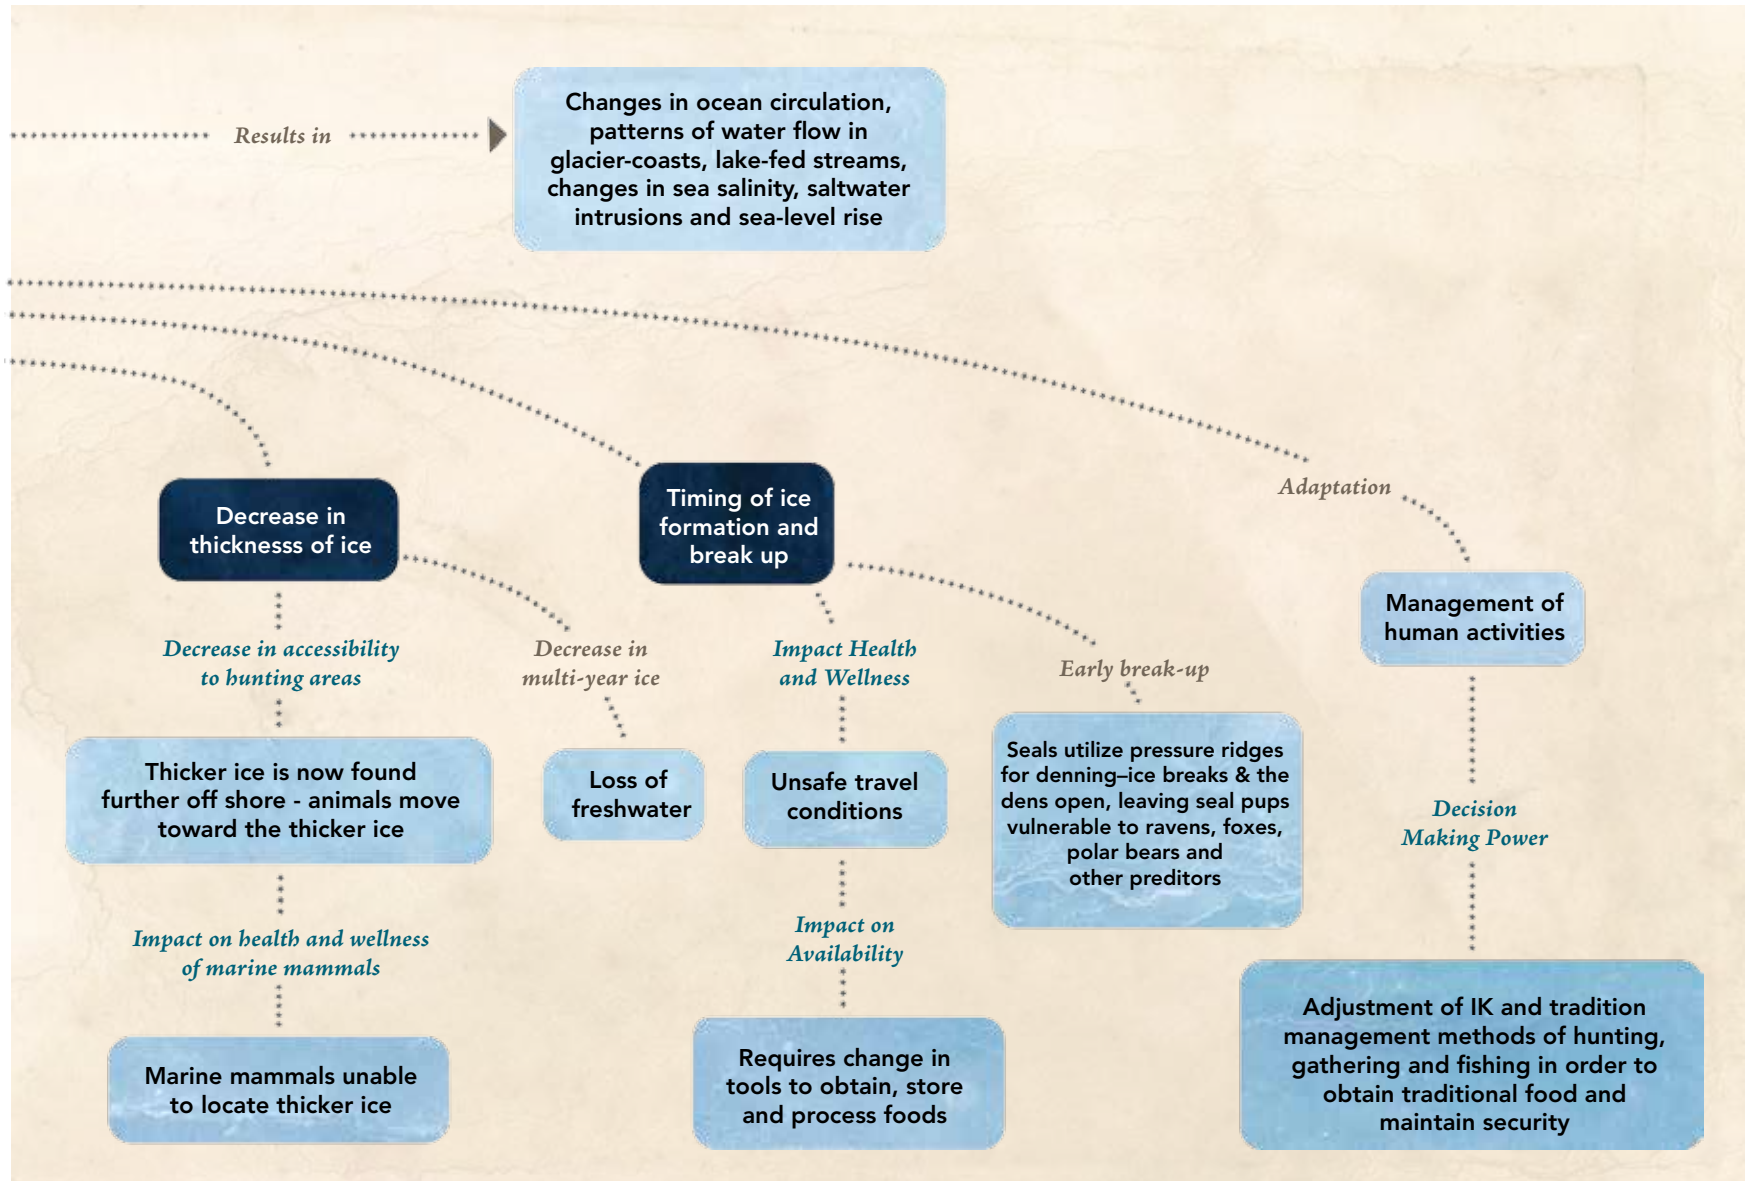 Results in
Changes in ocean circulation,
patterns of water flow in
glacier-coasts, lake-fed streams,
changes in sea salinity, saltwater
intrusions and sea-level rise
Decrease in
thicknesss of ice
Decrease in accessibility
to hunting areas
Thicker ice is now found
further off shore - animals move
toward the thicker ice
Impact on health and wellness
of marine mammals
Marine mammals unable
to locate thicker ice
Decrease in
multi-year ice
Loss of
freshwater
Timing of ice
formation and
break up
Impact Health
and Wellness
Unsafe travel
conditions
Impact on
Availability
Requires change in
tools to obtain, store
and process foods
Early break-up
Seals utilize pressure ridges
for denning–ice breaks & the
dens open, leaving seal pups
vulnerable to ravens, foxes,
polar bears and
other preditors
Adaptation
Management of
human activities
Decision
Making Power
Adjustment of IK and tradition
management methods of hunting,
gathering and fishing in order to
obtain traditional food and
maintain security